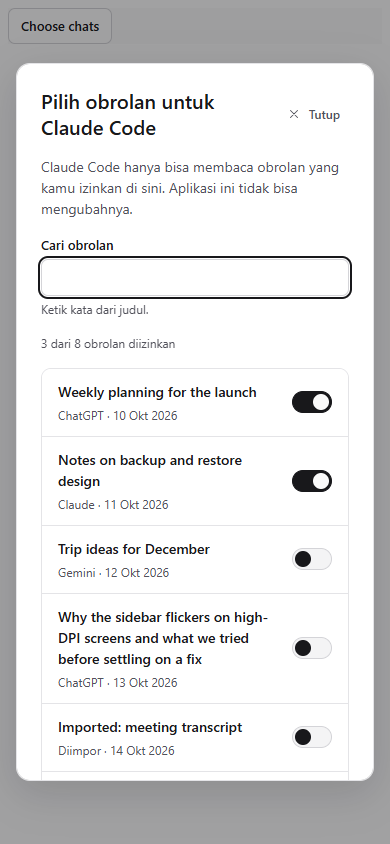 Choose chats
Pilih obrolan untuk
Claude Code
Tutup
Claude Code hanya bisa membaca obrolan yang
kamu izinkan di sini. Aplikasi ini tidak bisa
mengubahnya.
Cari obrolan
Ketik kata dari judul.
3 dari 8 obrolan diizinkan
Weekly planning for the launch
ChatGPT · 10 Okt 2026
Notes on backup and restore
design
Claude · 11 Okt 2026
Trip ideas for December
Gemini · 12 Okt 2026
Why the sidebar flickers on high-
DPI screens and what we tried
before settling on a fix
ChatGPT · 13 Okt 2026
Imported: meeting transcript
Diimpor · 14 Okt 2026